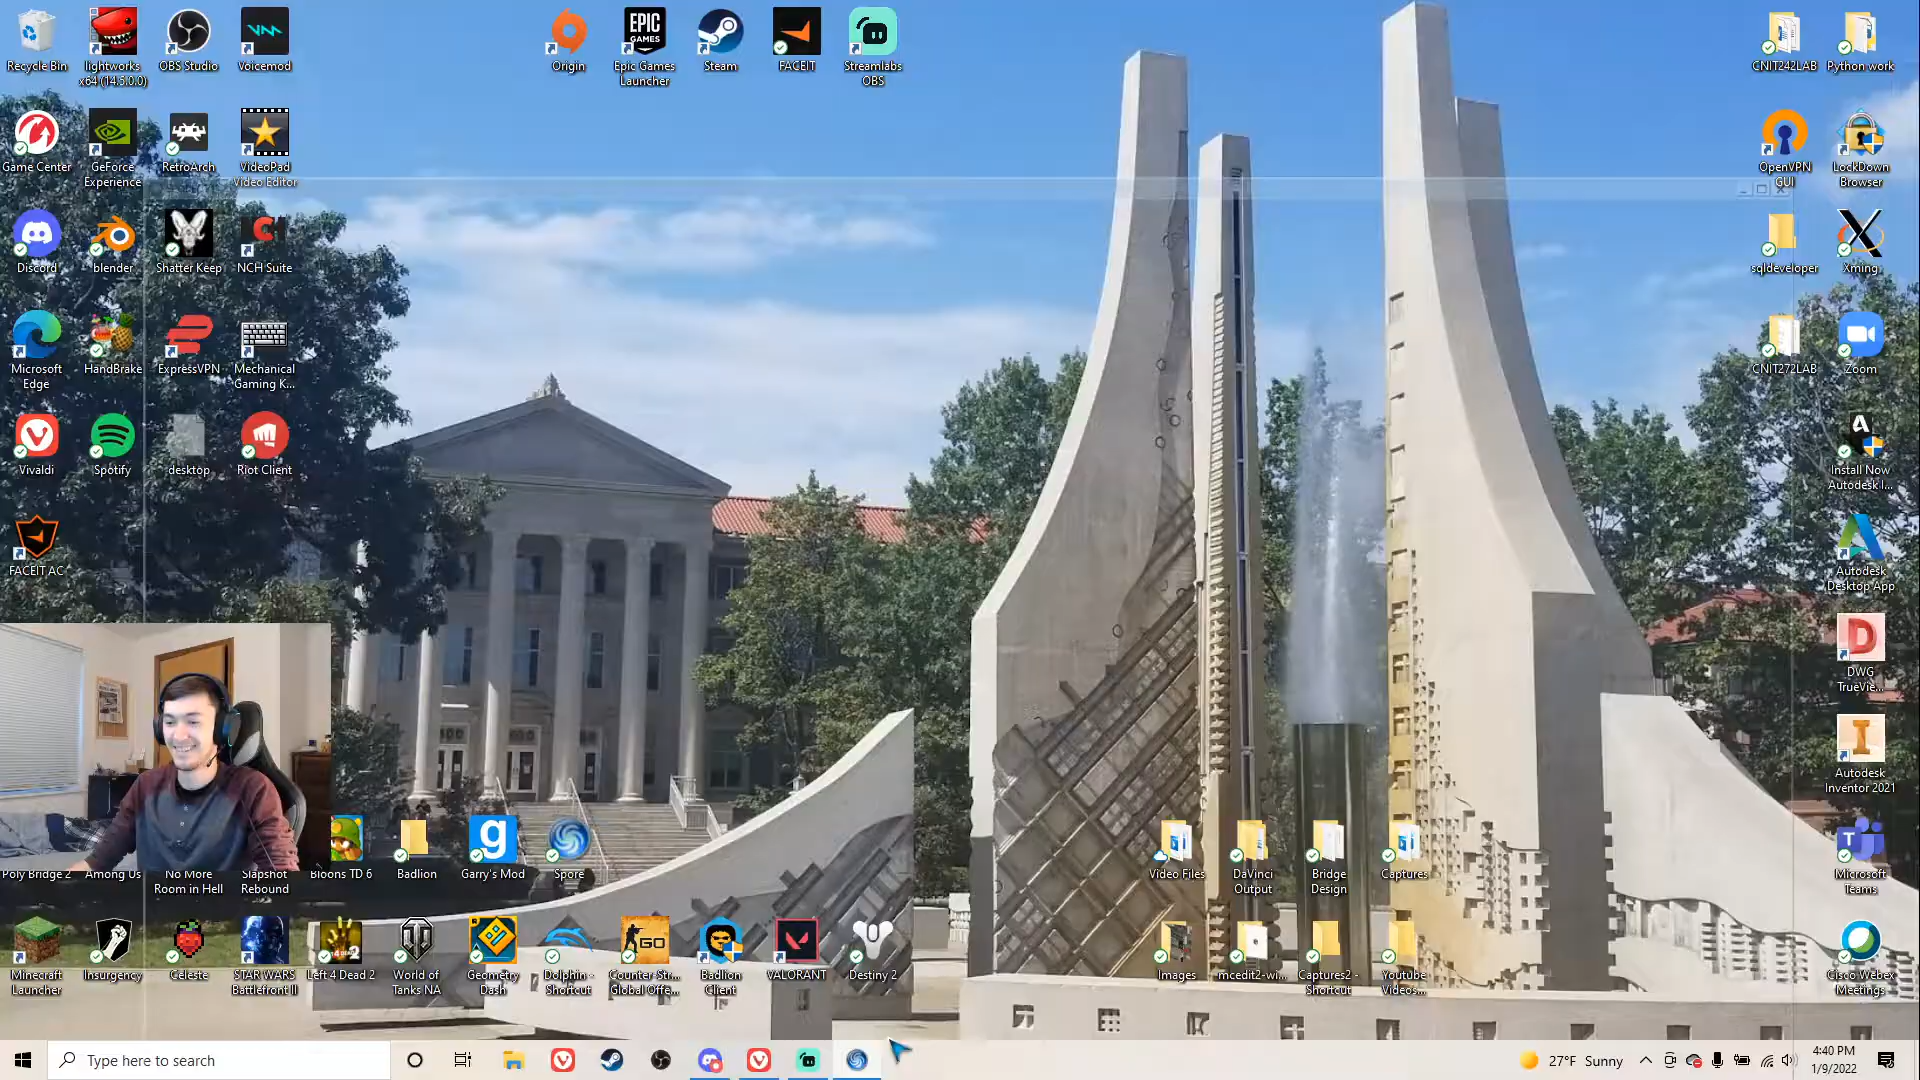 Recycle Bin
lightworks
x64 (14.5.0.0)
OBS Studio
Voicemod
Origin
EPIC
GAMES
Epic Games
Launcher
Steam
FACEIT
Streamlabs
OBS
CNIT242LAB
Python work
Game Center
GeForce
Experience
RetroArch
VideoPad
Video Editor
OpenVPN
GUI
LockDown
Browser
Discord
blender
Shatter Keep
NCH Suite
sqldeveloper
Xming
Microsoft
Edge
HandBrake
ExpressVPN
Mechanical
Gaming K...
CNIT272LAB
Zoom
Vivaldi
Spotify
desktop
Riot Client
Install Now
Autodesk I...
FACEIT AC
Autodesk
Desktop App
DWG
TrueVie...
Autodesk
Inventor 2021
Poly Bridge 2
Among Us
No More
Room in Hell
Slapshot
Rebound
Bloons TD 6
Badlion
Garry's Mod
Spore
Video Files
DaVinci
Output
Bridge
Design
Captures
Microsoft
Teams
Minecraft
Launcher
Insurgency
Celeste
STAR WARS
Battlefront II
Left 4 Dead 2
World of
Tanks NA
Geometry
Dash
Dolphin -
Shortcut
GO
Counter-Str...
Global Offe...
Badlion
Client
VALORANT
Destiny 2
Images
mcedit2-wi...
Captures2 -
Shortcut
Youtube
Videos...
Cisco Webex
Meetings
Type here to search
27°F Sunny
4:40 PM
1/9/2022